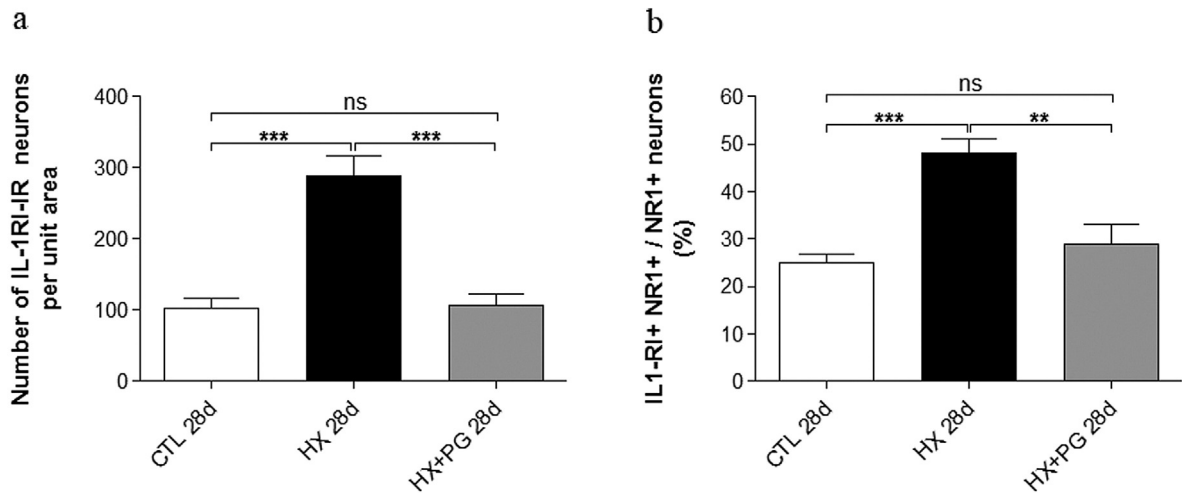 a
Number of IL-1RI-IR neurons
per unit area
400
300
200
100
0
ns
***
***
CTL 28d
HX 28d
HX+PG 28d
b
IL1-RI+ NR1+ / NR1+ neurons
(%)
60
50
40
30
20
10
0
ns
***
**
CTL 28d
HX 28d
HX+PG 28d